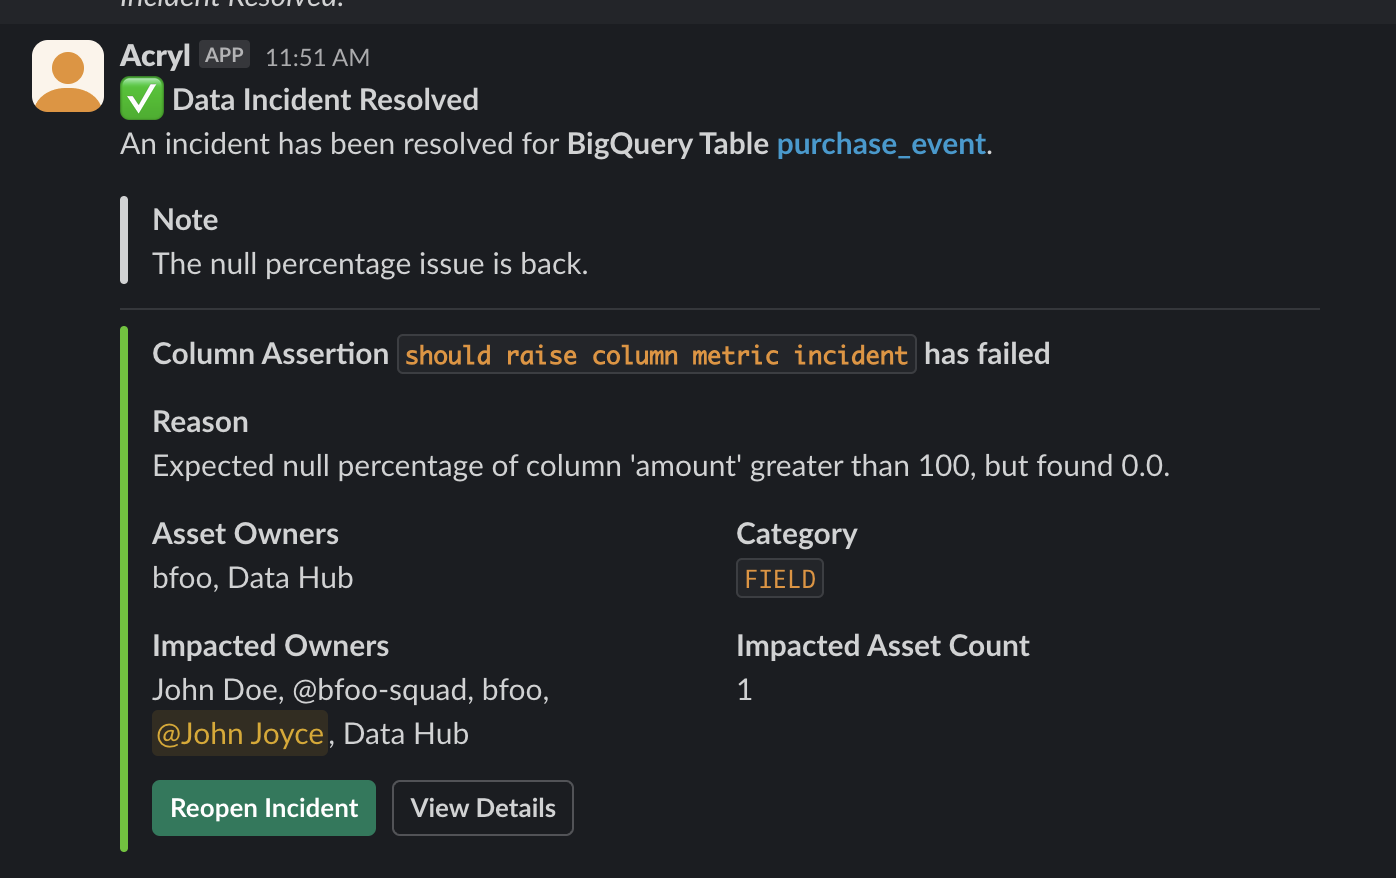 Incident Resolved.
Acryl APP 11:51 AM
Data Incident Resolved
An incident has been resolved for BigQuery Table purchase_event.
Note
The null percentage issue is back.
Column Assertion should raise column metric incident has failed
Reason
Expected null percentage of column 'amount' greater than 100, but found 0.0.
Asset Owners
bfoo, Data Hub
Category
FIELD
Impacted Owners
John Doe, @bfoo-squad, bfoo,
@John Joyce, Data Hub
Impacted Asset Count
1
Reopen Incident
View Details